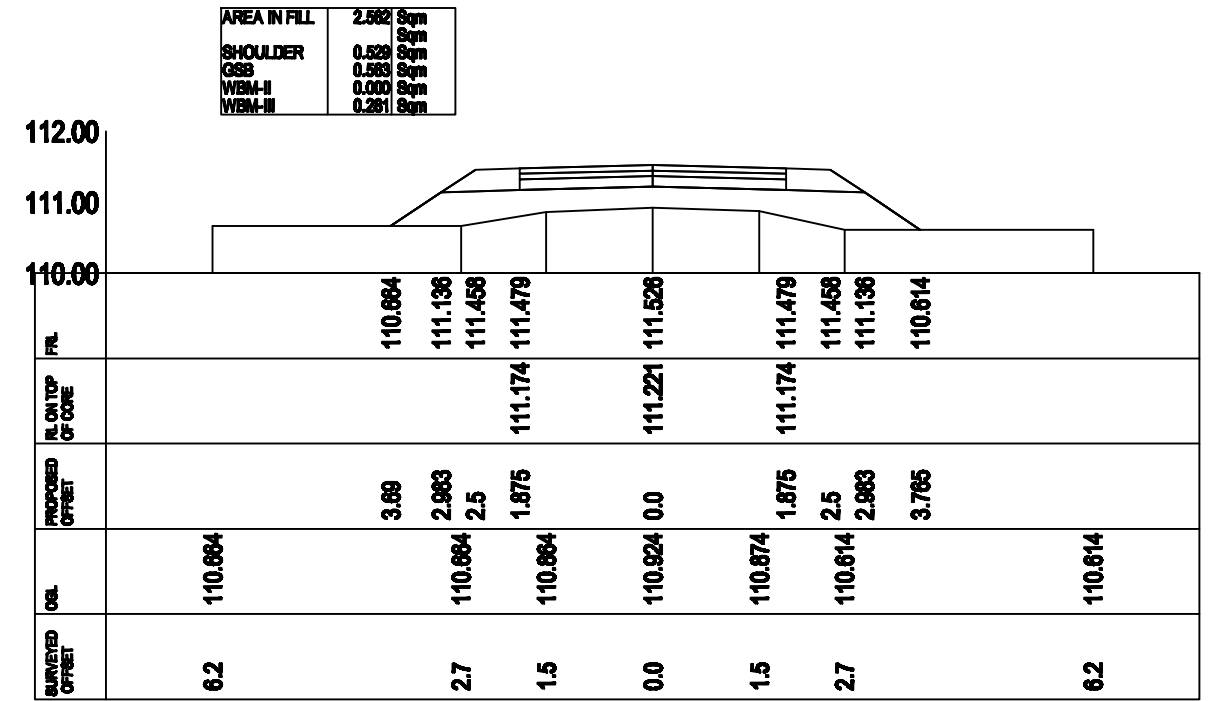 AREA IN FILL 2.562 Sqm
Sqm
SHOULDER 0.529 Sqm
GSB 0.563 Sqm
WBM-II 0.000 Sqm
WBM-III 0.281 Sqm
112.00
111.00
110.00
FRL 110.664 111.136 111.458 111.479 111.526 111.479 111.458 111.136 110.614
RL ON TOP
OF CORE 111.174 111.221 111.174
PROPOSED
OFFSET 3.69 2.983 2.5 1.875 0.0 1.875 2.5 2.983 3.765
OGL 110.664 110.664 110.864 110.924 110.874 110.614 110.614
SURVEYED
OFFSET 6.2 2.7 1.5 0.0 1.5 2.7 6.2